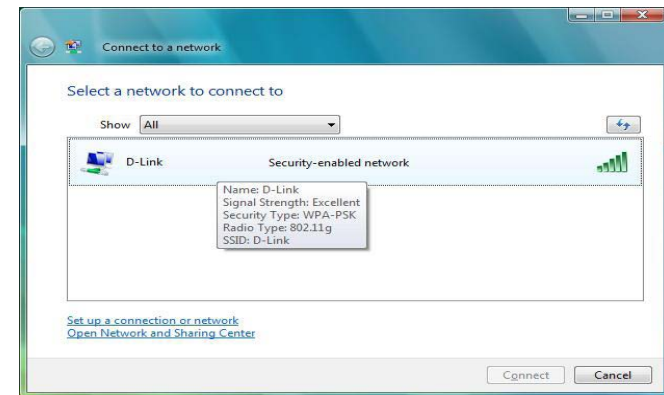 Connect to a network
Select a network to connect to
Show All
D-Link Security-enabled network
Name: D-Link
Signal Strength: Excellent
Security Type: WPA-PSK
Radio Type: 802.11g
SSID: D-Link
Set up a connection or network
Open Network and Sharing Center
Connect Cancel